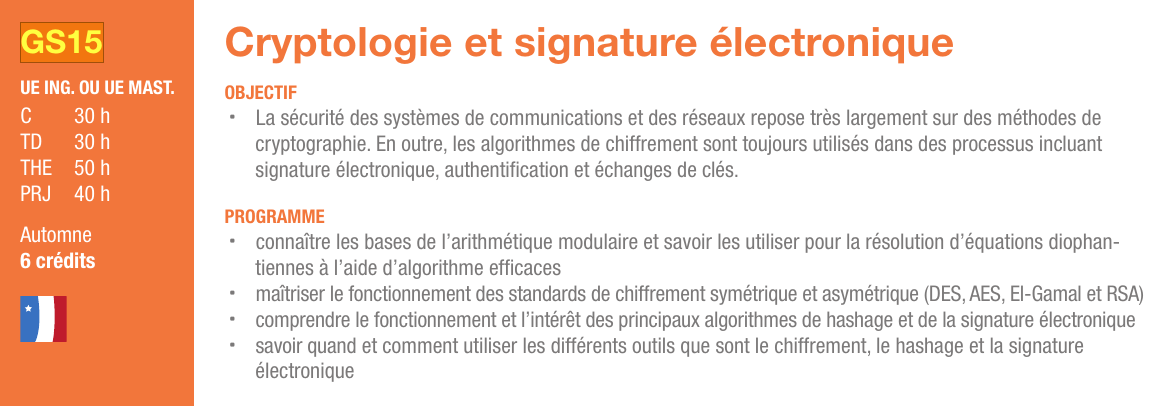 GS15
UE ING. OU UE MAST.
C 30 h
TD 30 h
THE 50 h
PRJ 40 h
Automne
6 crédits
Cryptologie et signature électronique
OBJECTIF
• La sécurité des systèmes de communications et des réseaux repose très largement sur des méthodes de
cryptographie. En outre, les algorithmes de chiffrement sont toujours utilisés dans des processus incluant
signature électronique, authentification et échanges de clés.
PROGRAMME
• connaître les bases de l’arithmétique modulaire et savoir les utiliser pour la résolution d’équations diophan-
tiennes à l’aide d’algorithme efficaces
• maîtriser le fonctionnement des standards de chiffrement symétrique et asymétrique (DES, AES, El-Gamal et RSA)
• comprendre le fonctionnement et l’intérêt des principaux algorithmes de hashage et de la signature électronique
• savoir quand et comment utiliser les différents outils que sont le chiffrement, le hashage et la signature
électronique